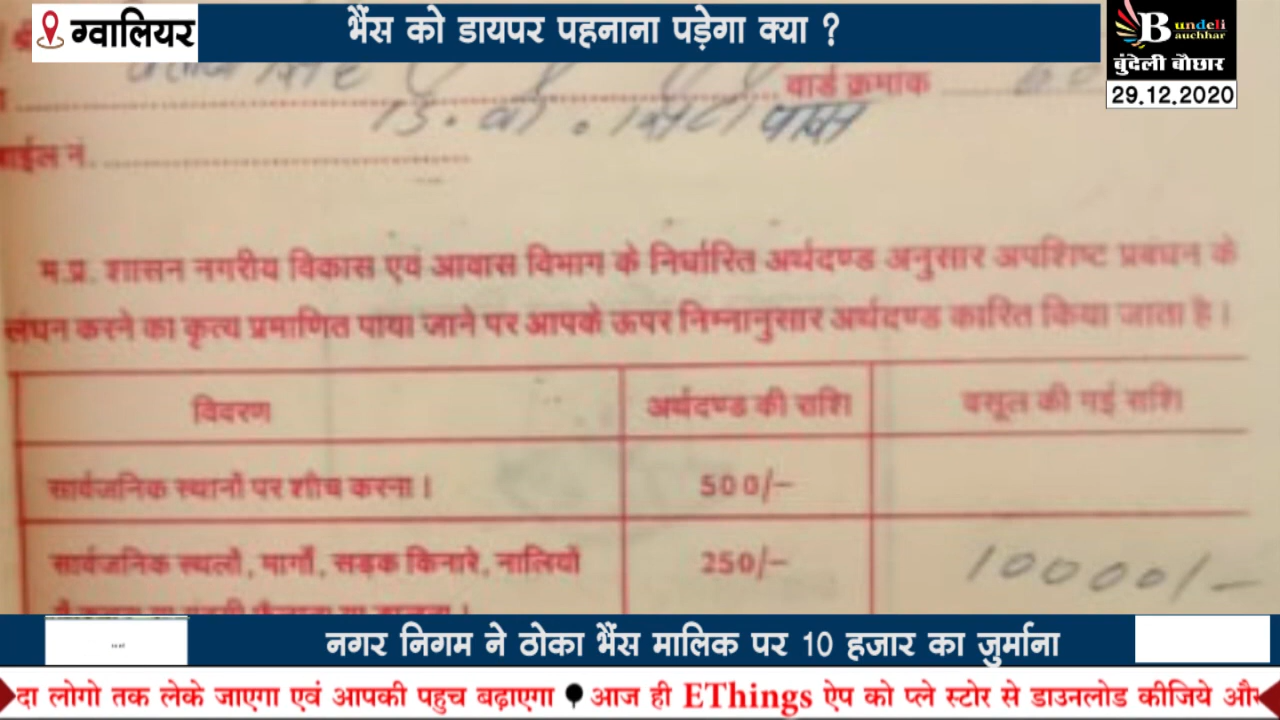 ग्वालियर
भैंस को डायपर पहनाना पड़ेगा क्या ?
Bundeli Bauchhar
बुंदेली बौछार
29.12.2020
वार्ड क्रमांक
डी. बी. सिटी पास
म.प्र. शासन नगरीय विकास एवं आवास विभाग के निर्धारित अर्थदण्ड अनुसार अपशिष्ट प्रबंधन के
लंघन करने का कृत्य प्रमाणित पाया जाने पर आपके ऊपर निम्नानुसार अर्थदण्ड कारित किया जाता है।
विवरण अर्थदण्ड की राशि वसूल की गई राशि
सार्वजनिक स्थानों पर शौच करना। 500/-
सार्वजनिक स्थलों, मार्गों, सड़क किनारे, नालियों 250/- 10000/-
नगर निगम ने ठोका भैंस मालिक पर 10 हजार का जुर्माना
दा लोगो तक लेके जाएगा एवं आपकी पहुच बढ़ाएगा आज ही EThings ऐप को प्ले स्टोर से डाउनलोड कीजिये और